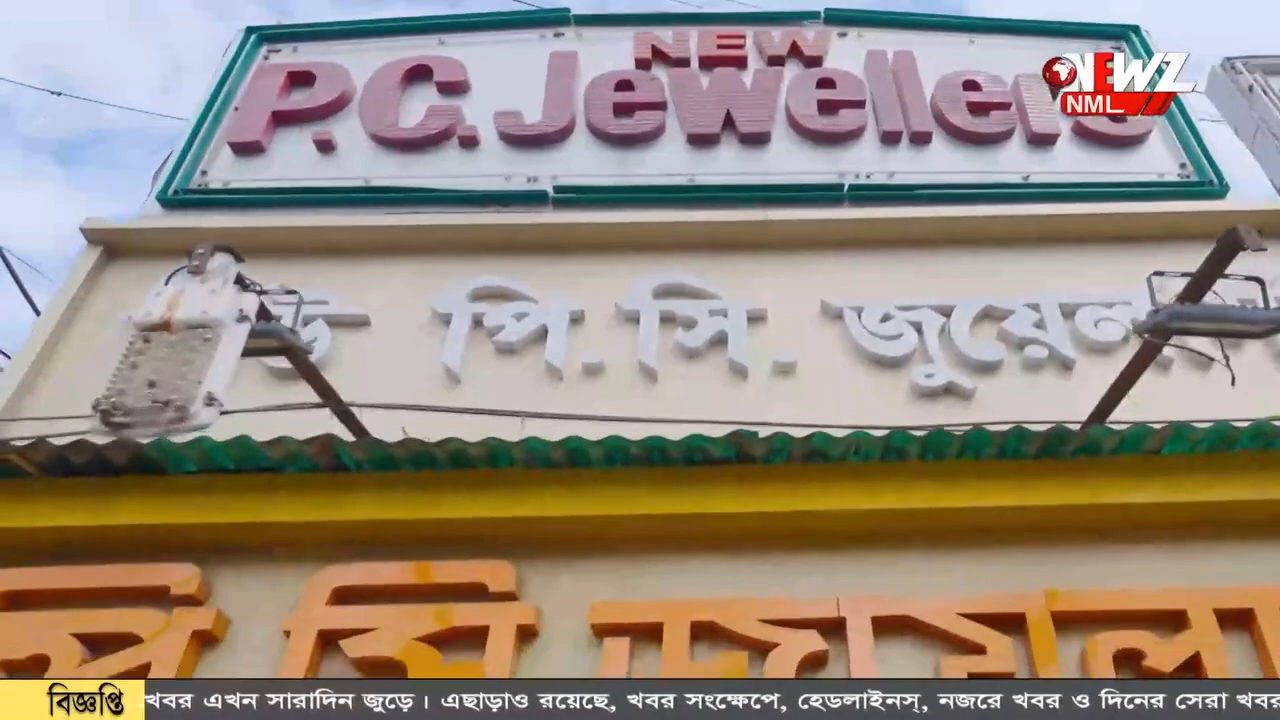 NEW
P.C. Jewellers
NEWZ
NML
উ পি.সি. জুয়েল
পি সি জুয়েলা
বিজ্ঞপ্তি
খবর এখন সারাদিন জুড়ে। এছাড়াও রয়েছে, খবর সংক্ষেপে, হেডলাইনস্, নজরে খবর ও দিনের সেরা খবর